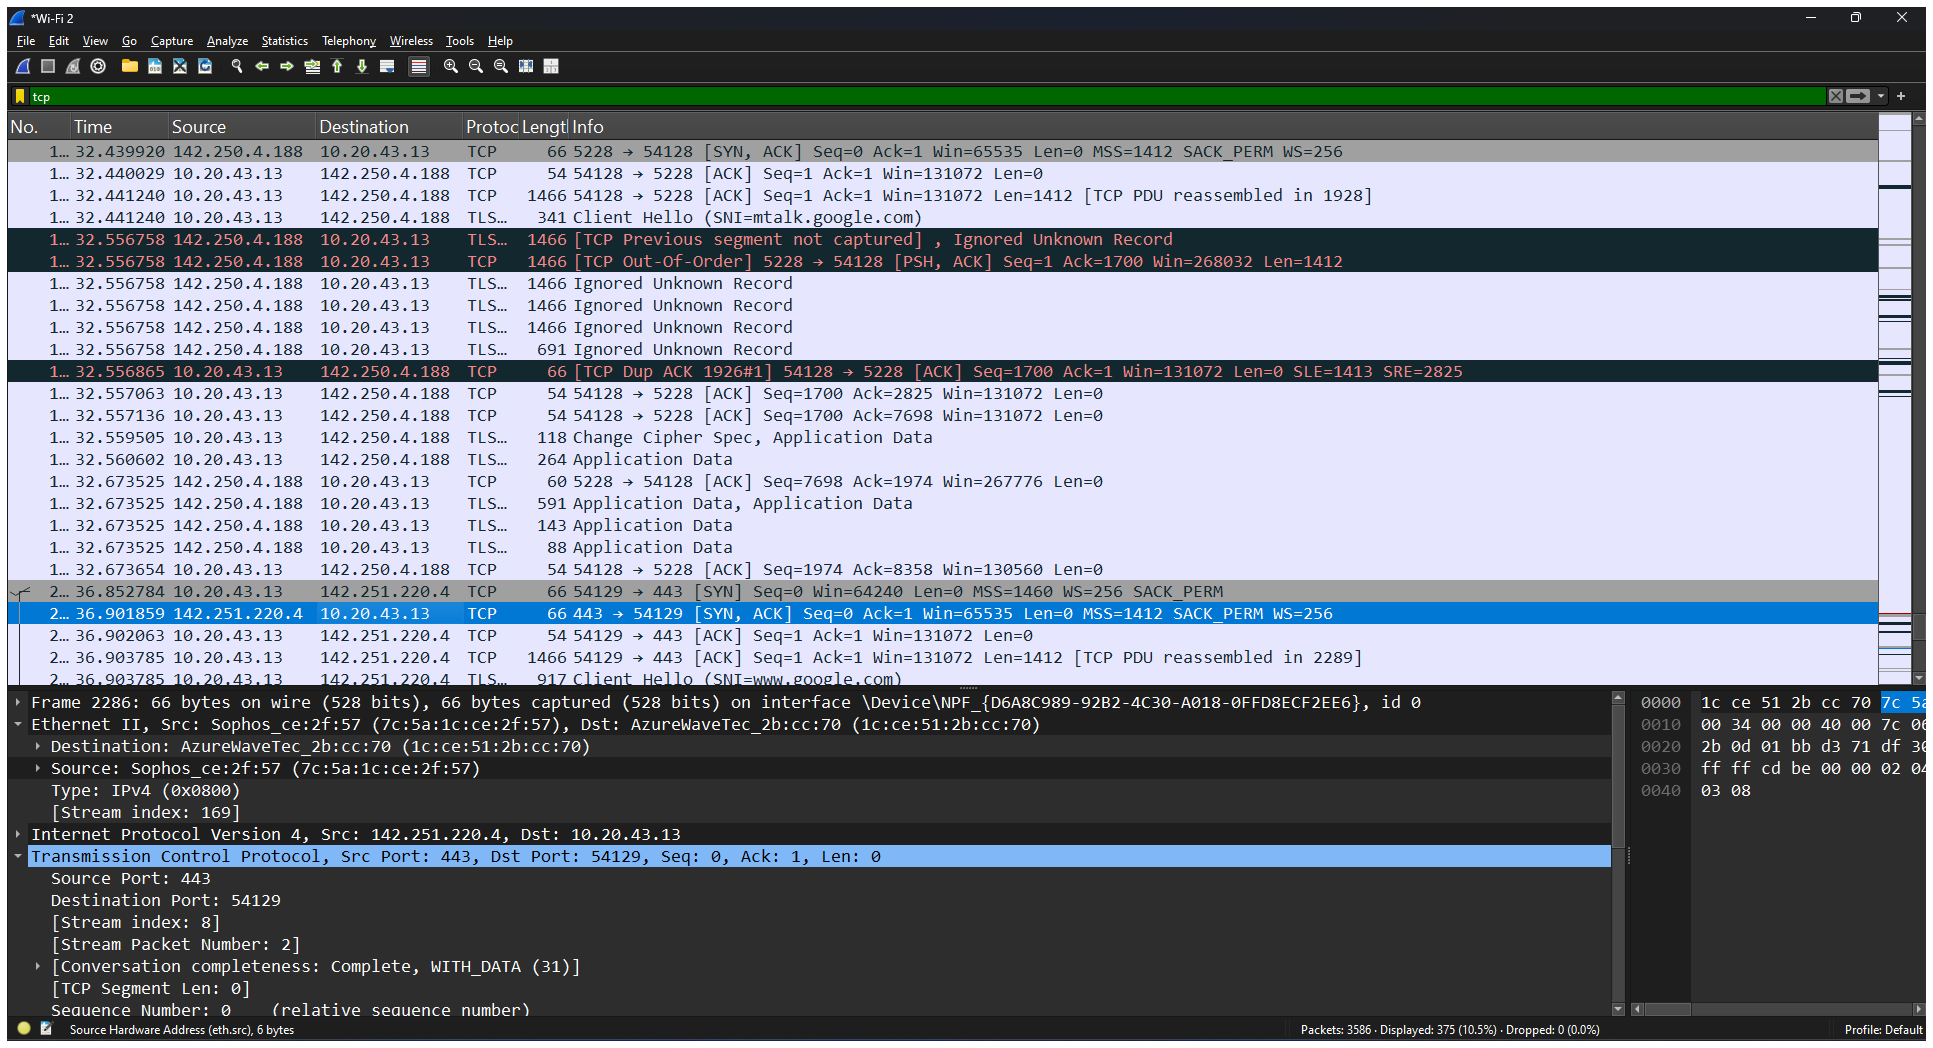 *Wi-Fi 2
File Edit View Go Capture Analyze Statistics Telephony Wireless Tools Help
tcp
No. Time Source Destination Protoc Lengtl Info
1... 32.439920 142.250.4.188 10.20.43.13 TCP 66 5228 → 54128 [SYN, ACK] Seq=0 Ack=1 Win=65535 Len=0 MSS=1412 SACK_PERM WS=256
1... 32.440029 10.20.43.13 142.250.4.188 TCP 54 54128 → 5228 [ACK] Seq=1 Ack=1 Win=131072 Len=0
1... 32.441240 10.20.43.13 142.250.4.188 TCP 1466 54128 → 5228 [ACK] Seq=1 Ack=1 Win=131072 Len=1412 [TCP PDU reassembled in 1928]
1... 32.441240 10.20.43.13 142.250.4.188 TLS... 341 Client Hello (SNI=mtalk.google.com)
1... 32.556758 142.250.4.188 10.20.43.13 TLS... 1466 [TCP Previous segment not captured] , Ignored Unknown Record
1... 32.556758 142.250.4.188 10.20.43.13 TCP 1466 [TCP Out-Of-Order] 5228 → 54128 [PSH, ACK] Seq=1 Ack=1700 Win=268032 Len=1412
1... 32.556758 142.250.4.188 10.20.43.13 TLS... 1466 Ignored Unknown Record
1... 32.556758 142.250.4.188 10.20.43.13 TLS... 1466 Ignored Unknown Record
1... 32.556758 142.250.4.188 10.20.43.13 TLS... 1466 Ignored Unknown Record
1... 32.556758 142.250.4.188 10.20.43.13 TLS... 691 Ignored Unknown Record
1... 32.556865 10.20.43.13 142.250.4.188 TCP 66 [TCP Dup ACK 1926#1] 54128 → 5228 [ACK] Seq=1700 Ack=1 Win=131072 Len=0 SLE=1413 SRE=2825
1... 32.557063 10.20.43.13 142.250.4.188 TCP 54 54128 → 5228 [ACK] Seq=1700 Ack=2825 Win=131072 Len=0
1... 32.557136 10.20.43.13 142.250.4.188 TCP 54 54128 → 5228 [ACK] Seq=1700 Ack=7698 Win=131072 Len=0
1... 32.559505 10.20.43.13 142.250.4.188 TLS... 118 Change Cipher Spec, Application Data
1... 32.560602 10.20.43.13 142.250.4.188 TLS... 264 Application Data
1... 32.673525 142.250.4.188 10.20.43.13 TCP 60 5228 → 54128 [ACK] Seq=7698 Ack=1974 Win=267776 Len=0
1... 32.673525 142.250.4.188 10.20.43.13 TLS... 591 Application Data, Application Data
1... 32.673525 142.250.4.188 10.20.43.13 TLS... 143 Application Data
1... 32.673525 142.250.4.188 10.20.43.13 TLS... 88 Application Data
1... 32.673654 10.20.43.13 142.250.4.188 TCP 54 54128 → 5228 [ACK] Seq=1974 Ack=8358 Win=130560 Len=0
2... 36.852784 10.20.43.13 142.251.220.4 TCP 66 54129 → 443 [SYN] Seq=0 Win=64240 Len=0 MSS=1460 WS=256 SACK_PERM
2... 36.901859 142.251.220.4 10.20.43.13 TCP 66 443 → 54129 [SYN, ACK] Seq=0 Ack=1 Win=65535 Len=0 MSS=1412 SACK_PERM WS=256
2... 36.902063 10.20.43.13 142.251.220.4 TCP 54 54129 → 443 [ACK] Seq=1 Ack=1 Win=131072 Len=0
2... 36.903785 10.20.43.13 142.251.220.4 TCP 1466 54129 → 443 [ACK] Seq=1 Ack=1 Win=131072 Len=1412 [TCP PDU reassembled in 2289]
2... 36.903785 10.20.43.13 142.251.220.4 TLS... 917 Client Hello (SNI=www.google.com)
Frame 2286: 66 bytes on wire (528 bits), 66 bytes captured (528 bits) on interface \Device\NPF_{D6A8C989-92B2-4C30-A018-0FFD8ECF2EE6}, id 0
Ethernet II, Src: Sophos_ce:2f:57 (7c:5a:1c:ce:2f:57), Dst: AzureWaveTec_2b:cc:70 (1c:ce:51:2b:cc:70)
Destination: AzureWaveTec_2b:cc:70 (1c:ce:51:2b:cc:70)
Source: Sophos_ce:2f:57 (7c:5a:1c:ce:2f:57)
Type: IPv4 (0x0800)
[Stream index: 169]
Internet Protocol Version 4, Src: 142.251.220.4, Dst: 10.20.43.13
Transmission Control Protocol, Src Port: 443, Dst Port: 54129, Seq: 0, Ack: 1, Len: 0
Source Port: 443
Destination Port: 54129
[Stream index: 8]
[Stream Packet Number: 2]
[Conversation completeness: Complete, WITH_DATA (31)]
[TCP Segment Len: 0]
Sequence Number: 0 (relative sequence number)
0000 1c ce 51 2b cc 70 7c 5a
0010 00 34 00 00 40 00 7c 06
0020 2b 0d 01 bb d3 71 df 30
0030 ff ff cd be 00 00 02 04
0040 03 08
Source Hardware Address (eth.src), 6 bytes
Packets: 3586 · Displayed: 375 (10.5%) · Dropped: 0 (0.0%)
Profile: Default